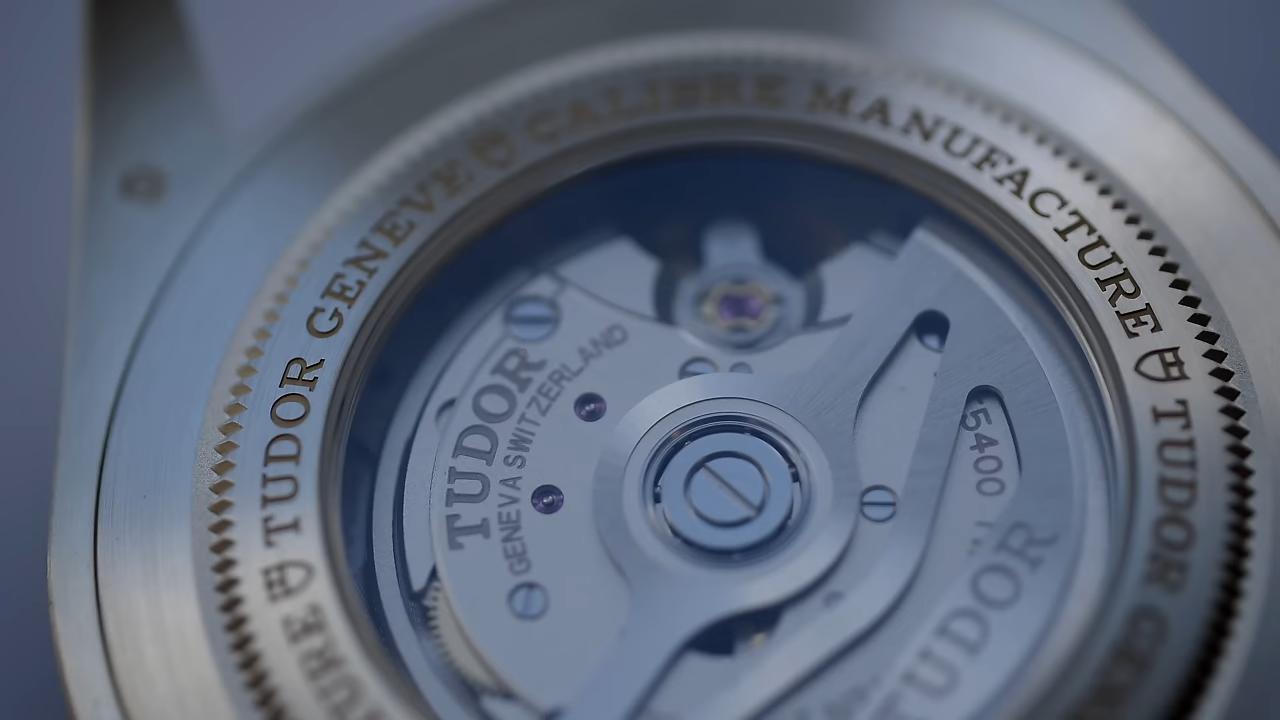 TUDOR GENEVE CALIBRE MANUFACTURE TUDOR
TUDOR
GENEVA SWITZERLAND
5400
TUDOR